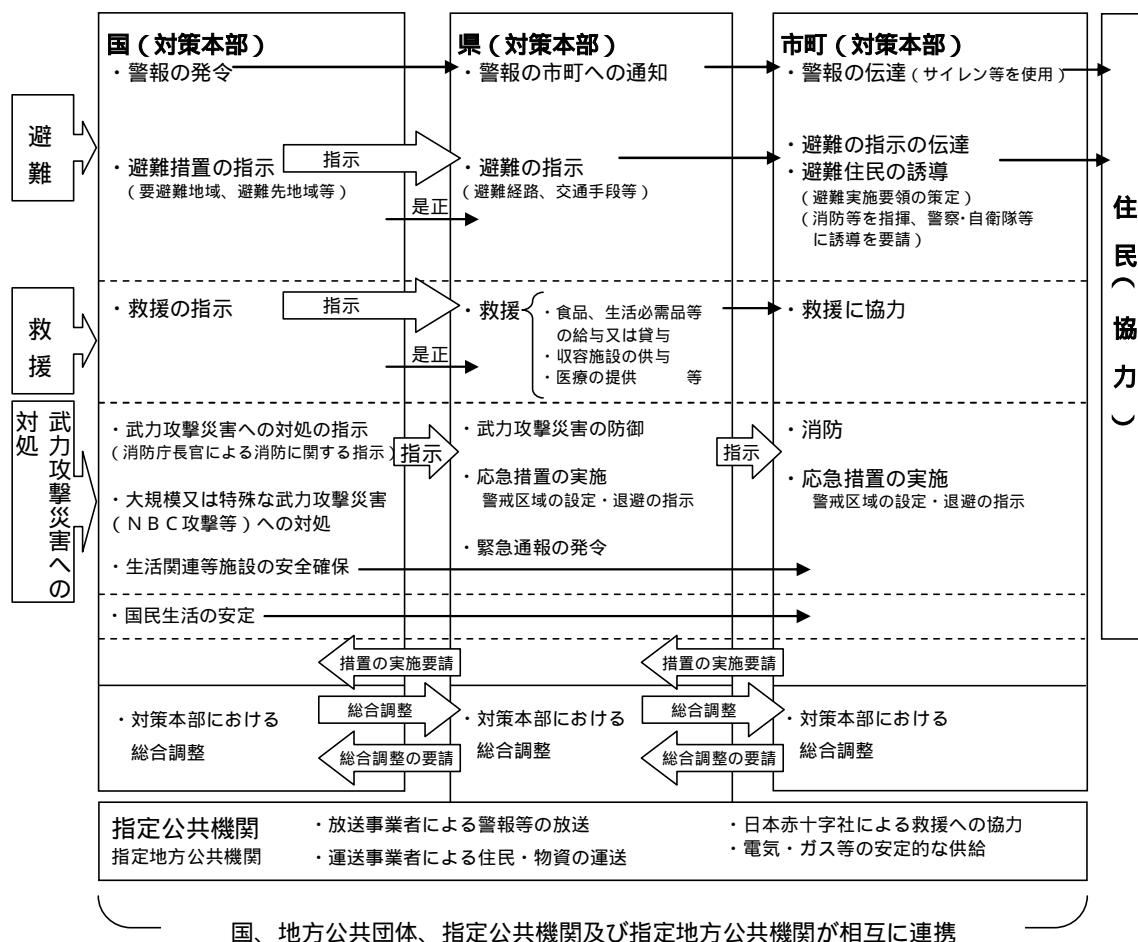 避難
救援
武力攻撃災害への
対処
国（対策本部）
・警報の発令
・避難措置の指示
（要避難地域、避難先地域等）
指示
是正
・救援の指示
指示
是正
・武力攻撃災害への対処の指示
（消防庁長官による消防に関する指示）
・大規模又は特殊な武力攻撃災害
（ＮＢＣ攻撃等）への対処
・生活関連等施設の安全確保
・国民生活の安定
指示
県（対策本部）
・警報の市町への通知
・避難の指示
（避難経路、交通手段等）
・救援
・食品、生活必需品等
の給与又は貸与
・収容施設の供与
・医療の提供　　等
・武力攻撃災害の防御
・応急措置の実施
警戒区域の設定・退避の指示
・緊急通報の発令
指示
市町（対策本部）
・警報の伝達（サイレン等を使用）
・避難の指示の伝達
・避難住民の誘導
（避難実施要領の策定）
（消防等を指揮、警察･自衛隊等
に誘導を要請）
・救援に協力
・消防
・応急措置の実施
警戒区域の設定・退避の指示
住民（協力）
措置の実施要請
措置の実施要請
・対策本部における
総合調整
総合調整
総合調整の要請
・対策本部における
総合調整
総合調整
総合調整の要請
・対策本部における
総合調整
指定公共機関
指定地方公共機関
・放送事業者による警報等の放送
・運送事業者による住民・物資の運送
・日本赤十字社による救援への協力
・電気・ガス等の安定的な供給
国、地方公共団体、指定公共機関及び指定地方公共機関が相互に連携